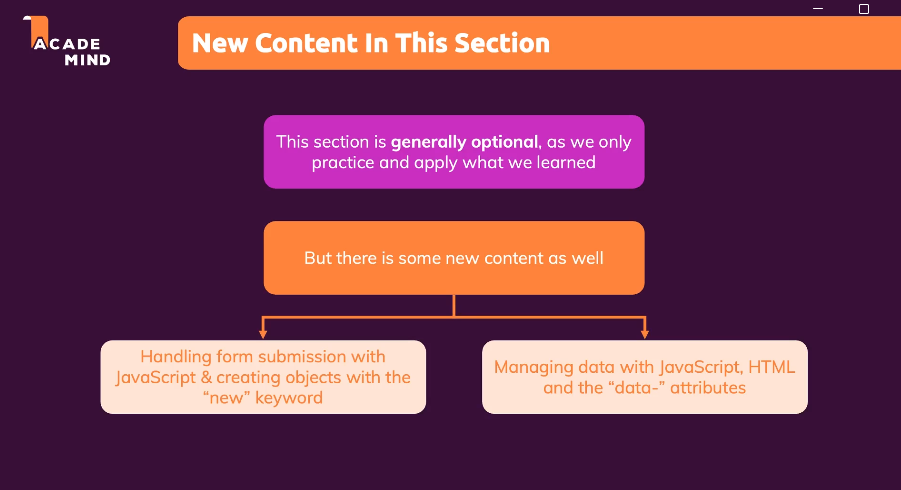 ACADE
MIND
New Content In This Section
This section is generally optional, as we only
practice and apply what we learned
But there is some new content as well
Handling form submission with
JavaScript & creating objects with the
“new” keyword
Managing data with JavaScript, HTML
and the “data-” attributes